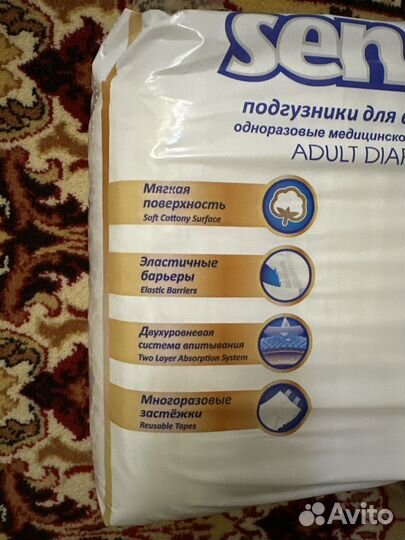 sen
подгузники для
одноразовые медицинско
ADULT DIAP
Мягкая
поверхность
Soft Cottony Surface
Эластичные
барьеры
Elastic Barriers
Двухуровневая
система впитывания
Two Layer Absorption System
Многоразовые
застёжки
Reusable Tapes
Avito